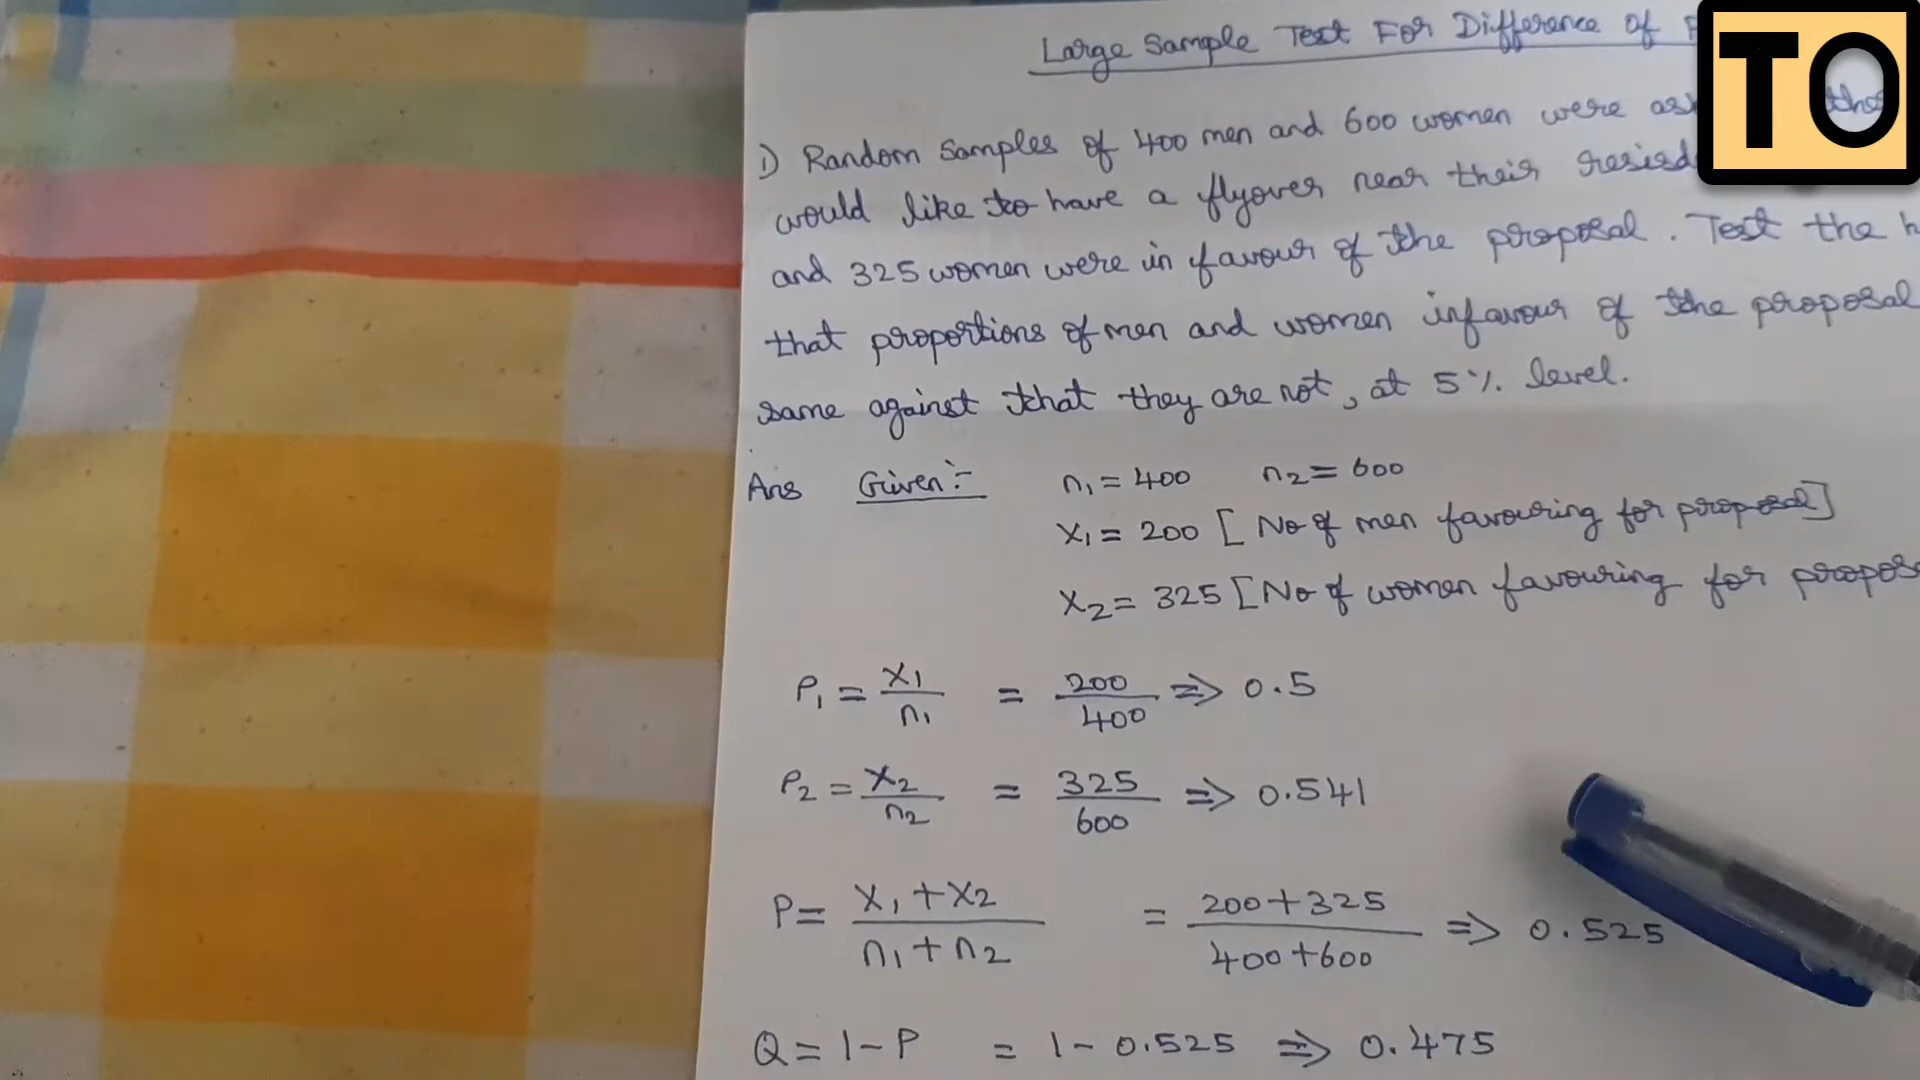 Large Sample Test For Difference of
TO
1) Random Samples of 400 men and 600 women were
would like to have a flyover near their
and 325 women were in favour of the proposal. Test the
that proportions of men and women infavour of the proposal
same against that they are not, at 5% level.
Ans Given:- n₁ = 400 n₂ = 600
X₁ = 200 [No of men favouring for proposal]
X₂ = 325 [No of women favouring for
P₁ = X₁/n₁ = 200/400 => 0.5
P₂ = X₂/n₂ = 325/600 => 0.541
P = X₁+X₂/n₁+n₂ = 200+325/400+600 => 0.525
Q = 1-P = 1-0.525 => 0.475